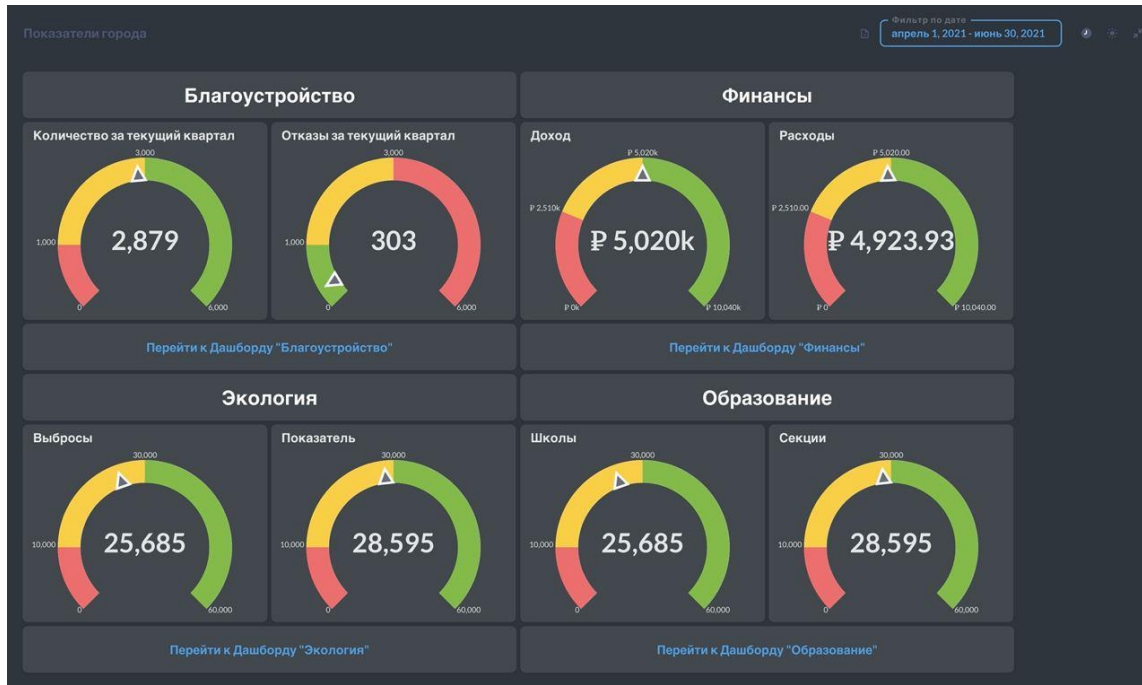 Показатели города
Фильтр по дате
апрель 1, 2021 - июнь 30, 2021
Благоустройство
Финансы
Количество за текущий квартал
3,000
1,000
2,879
0
6,000
Отказы за текущий квартал
3,000
1,000
303
0
6,000
Доход
₽ 5,020k
₽ 2,510k
₽ 5,020k
₽ 0k
₽ 10,040k
Расходы
₽ 5,020.00
₽ 2,510.00
₽ 4,923.93
₽ 0
₽ 10,040.00
Перейти к Дашборду "Благоустройство"
Перейти к Дашборду "Финансы"
Экология
Образование
Выбросы
30,000
10,000
25,685
0
60,000
Показатель
30,000
10,000
28,595
0
60,000
Школы
30,000
10,000
25,685
0
60,000
Секции
30,000
10,000
28,595
0
60,000
Перейти к Дашборду "Экология"
Перейти к Дашборду "Образование"